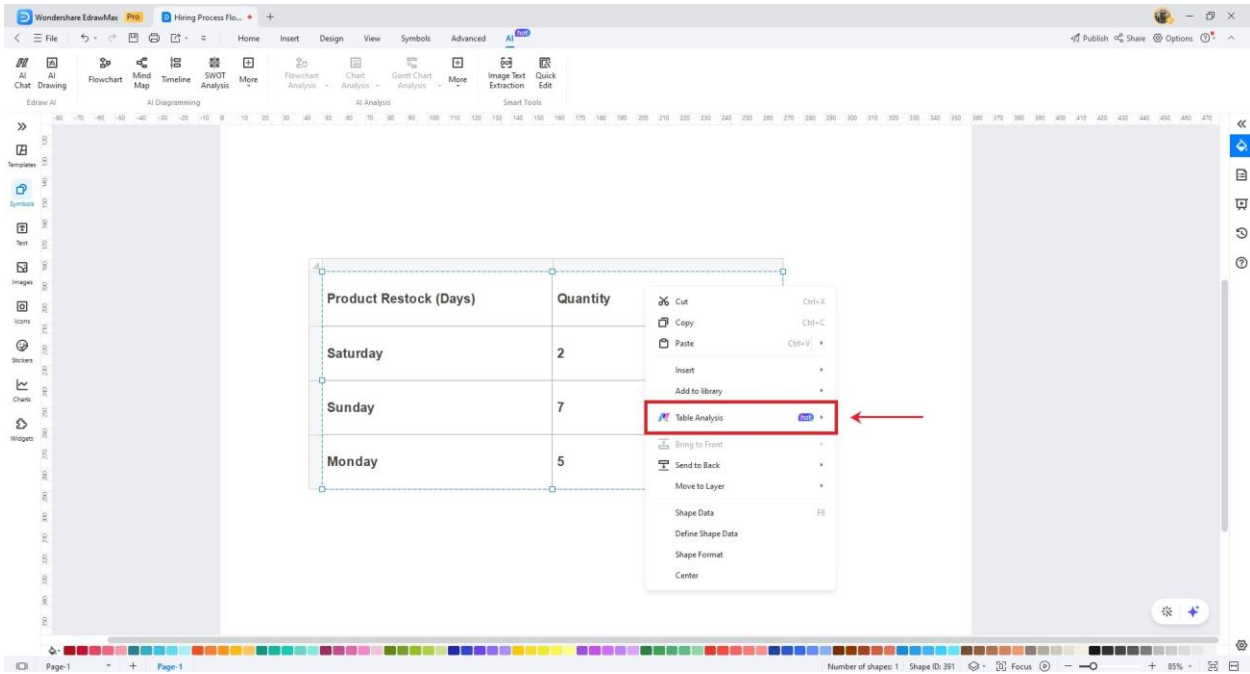 Wondershare EdrawMax Pro Hiring Process Flo... +
File Home Insert Design View Symbols Advanced AI hot Publish Share Options
AI Chat AI Drawing Flowchart Mind Map Timeline SWOT Analysis More Flowchart Analysis Chart Analysis Gantt Chart Analysis More Image Text Extraction Quick Edit
Edraw AI AI Diagramming AI Analysis Smart Tools
Templates
Symbols
Text
Images
Icons
Stickers
Charts
Widgets
Product Restock (Days) Quantity
Saturday 2
Sunday 7
Monday 5
Cut Ctrl+X
Copy Ctrl+C
Paste Ctrl+V
Insert
Add to library
Table Analysis hot
Bring to Front
Send to Back
Move to Layer
Shape Data F8
Define Shape Data
Shape Format
Center
Page-1 + Page-1 Number of shapes: 1 Shape ID: 391 Focus 85%